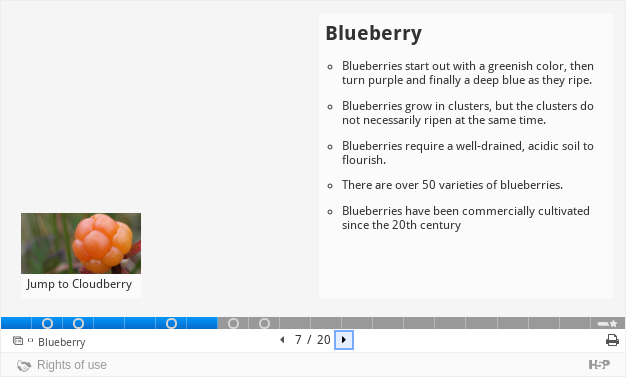 Blueberry
Blueberries start out with a greenish color, then
turn purple and finally a deep blue as they ripe.
Blueberries grow in clusters, but the clusters do
not necessarily ripen at the same time.
Blueberries require a well-drained, acidic soil to
flourish.
There are over 50 varieties of blueberries.
Blueberries have been commercially cultivated
since the 20th century
Jump to Cloudberry
Blueberry
7 / 20
Rights of use
H5P